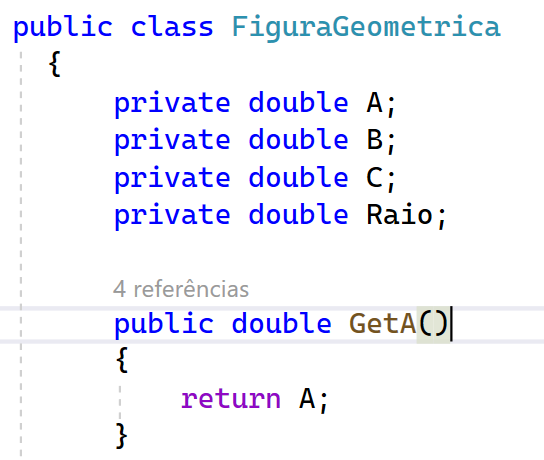 public class FiguraGeometrica
{
private double A;
private double B;
private double C;
private double Raio;
4 referências
public double GetA()
{
return A;
}